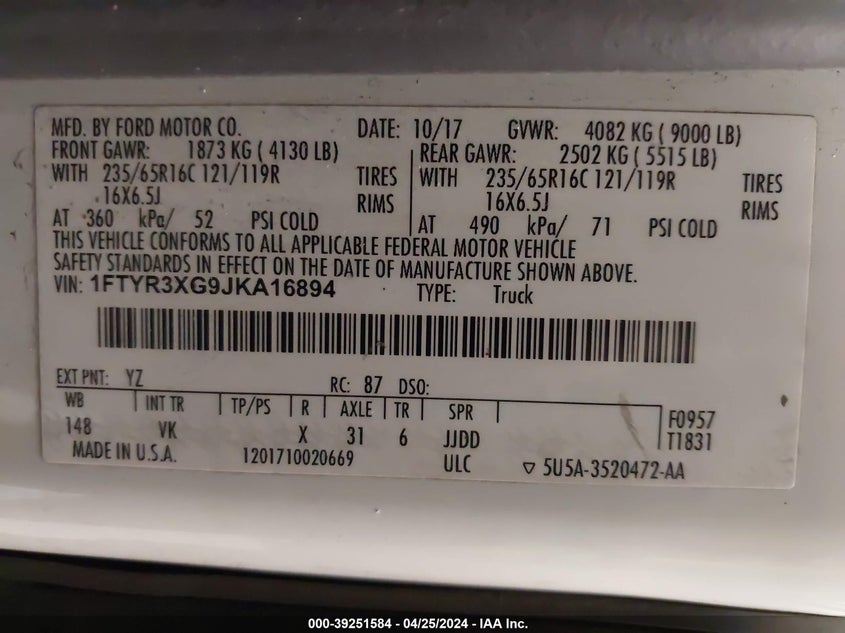 MFD. BY FORD MOTOR CO. DATE: 10/17 GVWR: 4082 KG ( 9000 LB)
FRONT GAWR: 1873 KG ( 4130 LB) REAR GAWR: 2502 KG ( 5515 LB)
WITH 235/65R16C 121/119R TIRES WITH 235/65R16C 121/119R TIRES
16X6.5J RIMS 16X6.5J RIMS
AT 360 kPa/ 52 PSI COLD AT 490 kPa/ 71 PSI COLD
THIS VEHICLE CONFORMS TO ALL APPLICABLE FEDERAL MOTOR VEHICLE
SAFETY STANDARDS IN EFFECT ON THE DATE OF MANUFACTURE SHOWN ABOVE.
VIN: 1FTYR3XG9JKA16894 TYPE: Truck
EXT PNT: YZ RC: 87 DSO:
WB INT TR TP/PS R AXLE TR SPR F0957
148 VK X 31 6 JJDD T1831
MADE IN U.S.A. 1201710020669 ULC ▽ 5U5A-3520472-AA
000-39251584 - 04/25/2024 - IAA Inc.